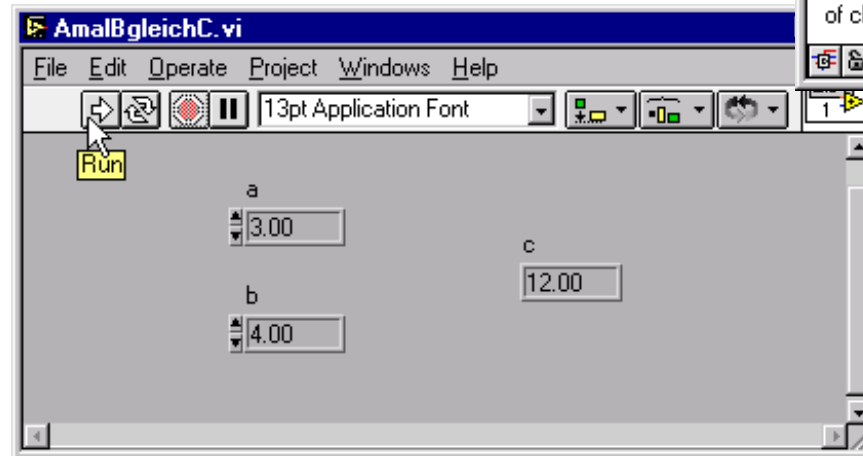 of cl
AmalBgleichC.vi
File Edit Operate Project Windows Help
13pt Application Font
1
Run
a
3.00
c
12.00
b
4.00